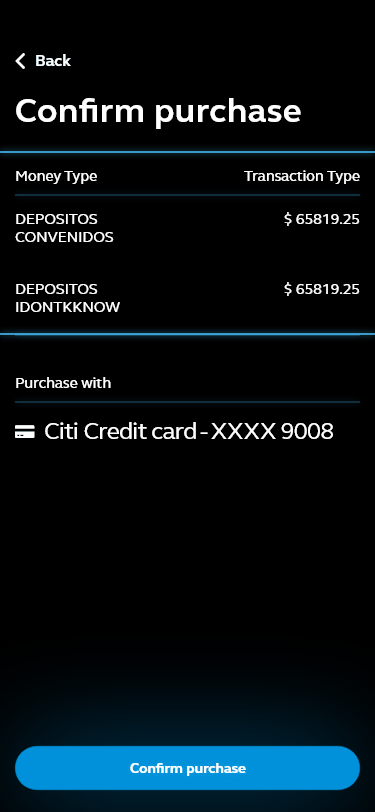 Back
Confirm purchase
Money Type Transaction Type
DEPOSITOS $ 65819.25
CONVENIDOS
DEPOSITOS $ 65819.25
IDONTKKNOW
Purchase with
Citi Credit card - XXXX 9008
Confirm purchase